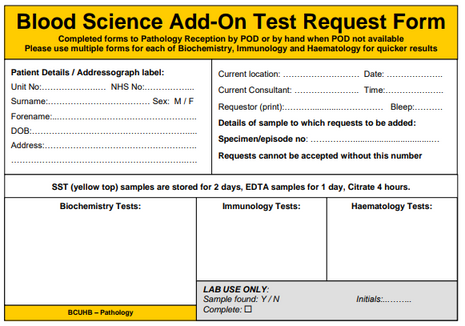 Blood Science Add-On Test Request Form
Completed forms to Pathology Reception by POD or by hand when POD not available
Please use multiple forms for each of Biochemistry, Immunology and Haematology for quicker results
Patient Details / Addressograph label:
Unit No:........................ NHS No:...................
Surname:................................... Sex: M / F
Forename:...................................................
DOB:............................................................
Address:.......................................................
....................................................................
Current location: ............................ Date: ....................
Current Consultant: ........................ Time:...................
Requestor (print):............................... Bleep:..........
Details of sample to which requests to be added:
Specimen/episode no: ...............................................
Requests cannot be accepted without this number
SST (yellow top) samples are stored for 2 days, EDTA samples for 1 day, Citrate 4 hours.
Biochemistry Tests:
Immunology Tests:
Haematology Tests:
LAB USE ONLY:
Sample found: Y / N Initials:..........
Complete: ☐
BCUHB – Pathology